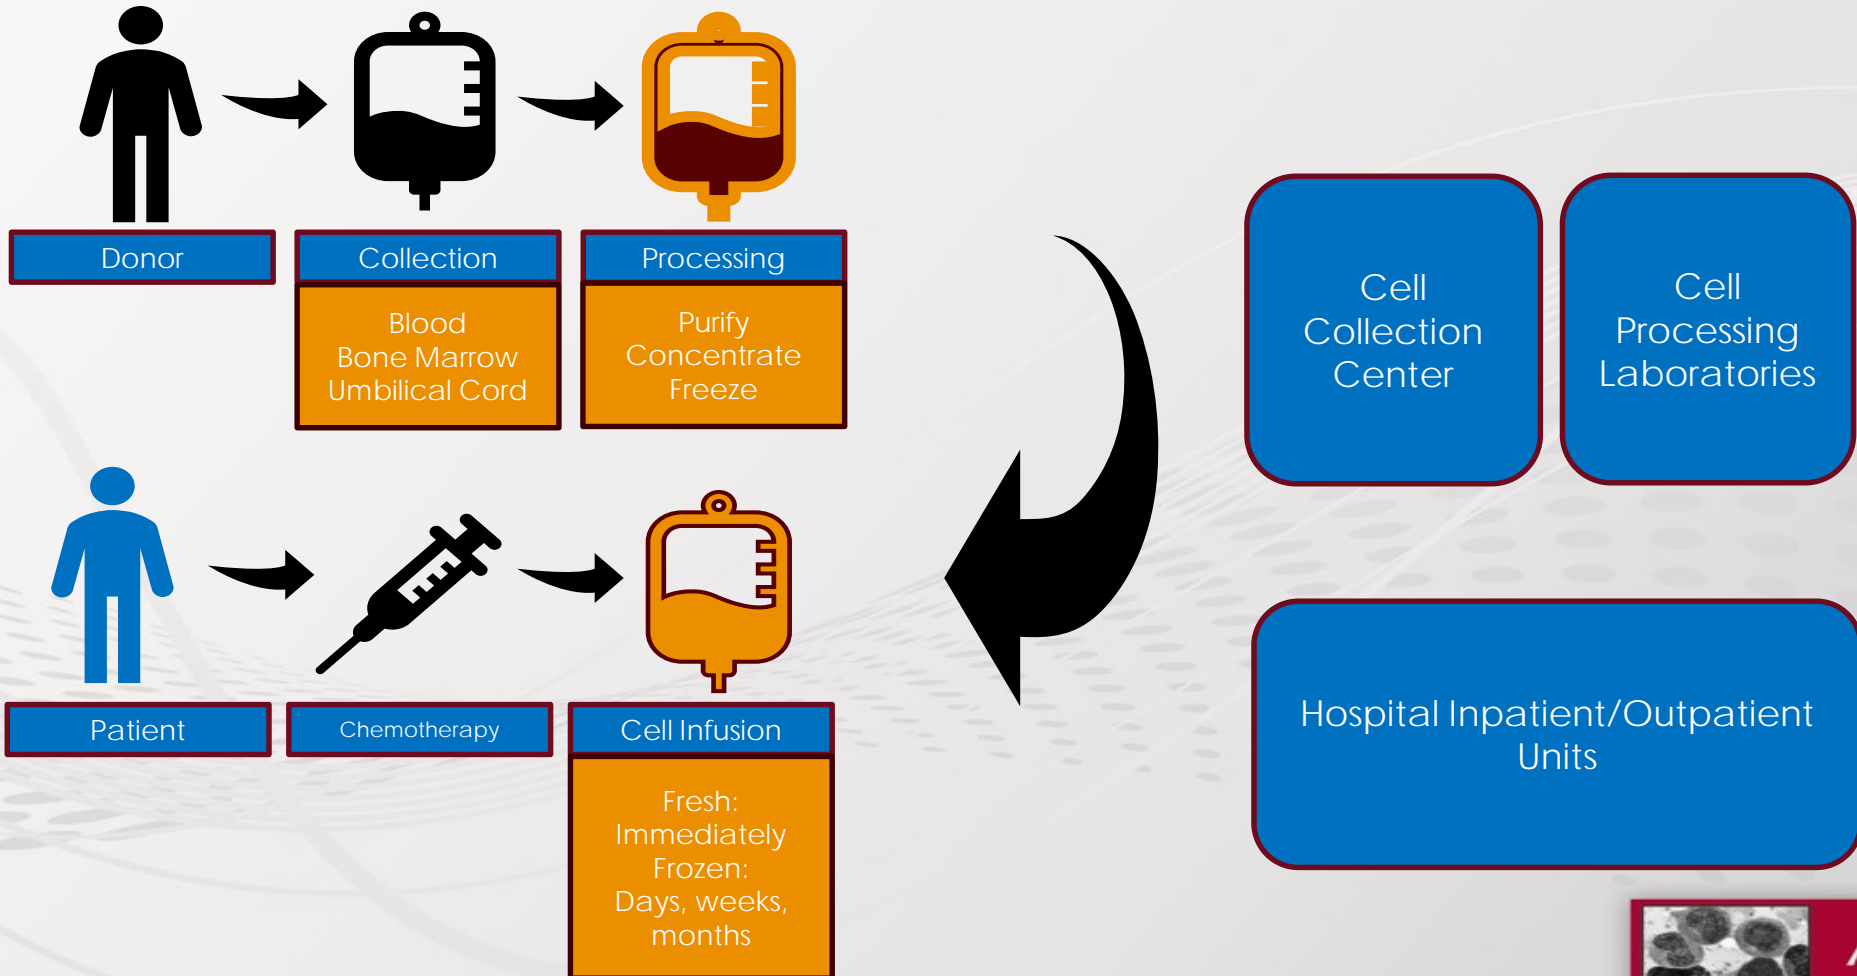 Donor
Collection
Processing
Blood
Bone Marrow
Umbilical Cord
Purify
Concentrate
Freeze
Patient
Chemotherapy
Cell Infusion
Fresh:
Immediately
Frozen:
Days, weeks,
months
Cell
Collection
Center
Cell
Processing
Laboratories
Hospital Inpatient/Outpatient
Units